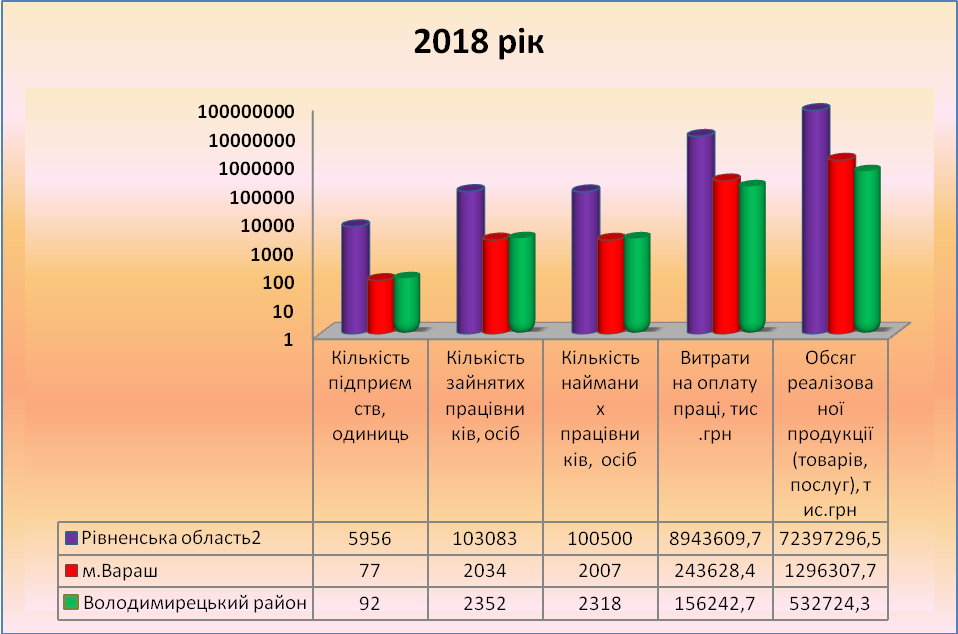 2018 рік
100000000
10000000
1000000
100000
10000
1000
100
10
1
Кількість
підприєм
ств,
одиниць
Кількість
зайнятих
працівни
ків, осіб
Кількість
наймани
х
працівни
ків, осіб
Витрати
на оплату
праці, тис
.грн
Обсяг
реалізова
ної
продукції
(товарів,
послуг), т
ис.грн
Рівненська область2 5956 103083 100500 8943609,7 72397296,5
м.Вараш 77 2034 2007 243628,4 1296307,7
Володимирецький район 92 2352 2318 156242,7 532724,3